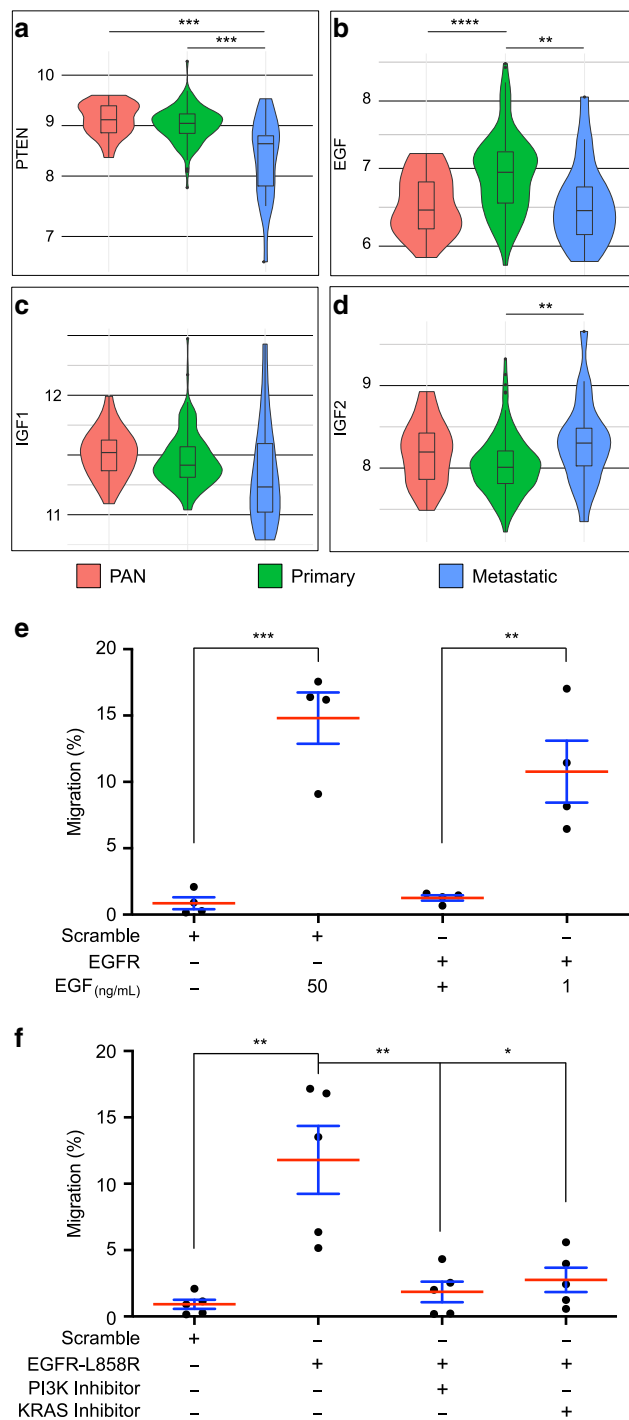 a
*** 
***
10
9
8
7
PTEN
b
****
**
8
7
6
EGF
c
12
11
IGF1
d
**
9
8
IGF2
PAN Primary Metastatic
e
***
**
20
15
10
5
0
Migration (%)
Scramble + + – –
EGFR – – + +
EGF(ng/mL) – 50 + 1
f
**
**
*
20
15
10
5
0
Migration (%)
Scramble + – – –
EGFR-L858R – + + +
PI3K Inhibitor – – + –
KRAS Inhibitor – – – +